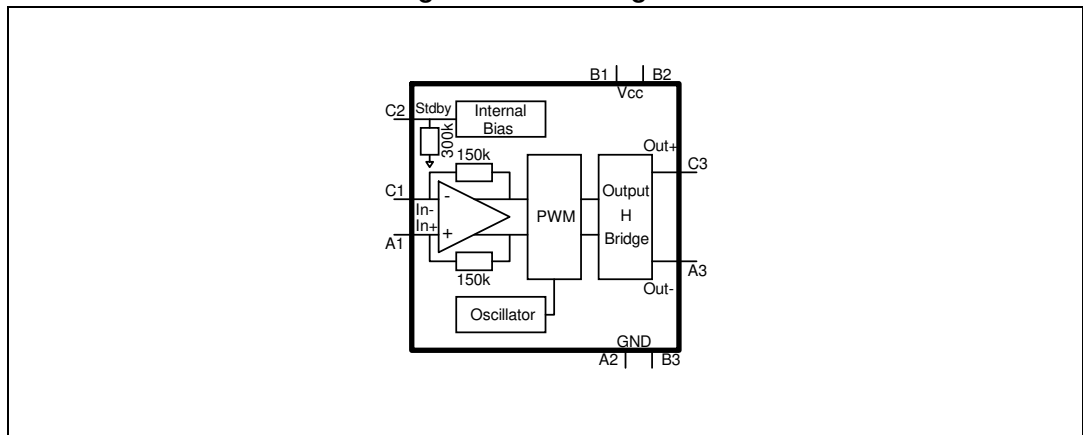 B1 B2
Vcc
C2 Stdby
Internal
Bias
300k
150k
Out+
C3
C1
-
In-
In+
+
A1
PWM
Output
H
Bridge
A3
150k
Out-
Oscillator
GND
A2 B3